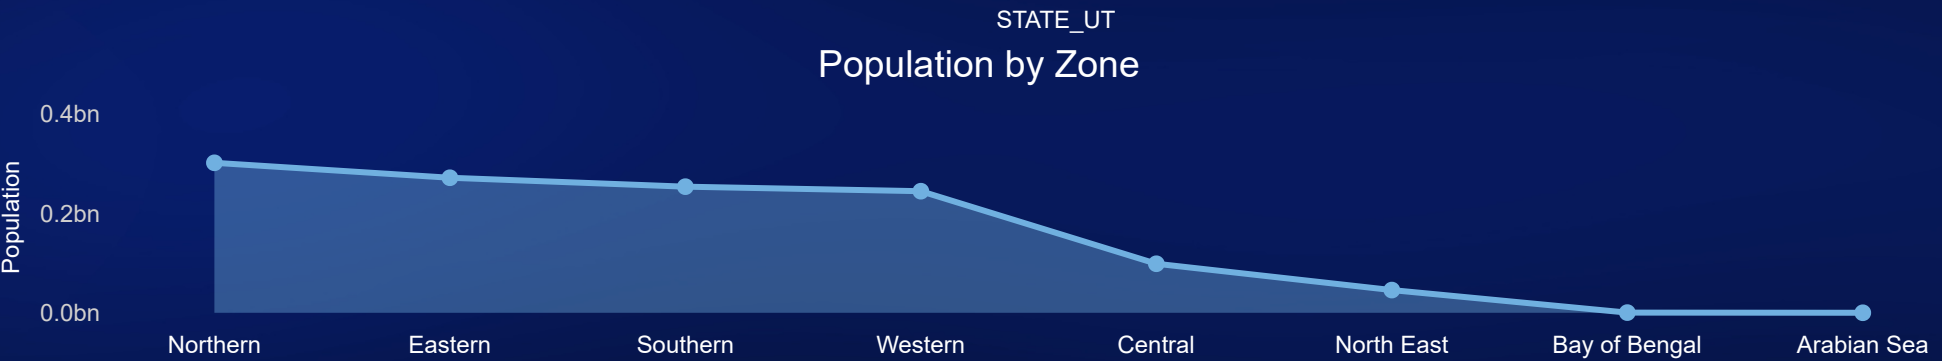 STATE_UT
Population by Zone
0.4bn
0.2bn
0.0bn
Population
Northern Eastern Southern Western Central North East Bay of Bengal Arabian Sea